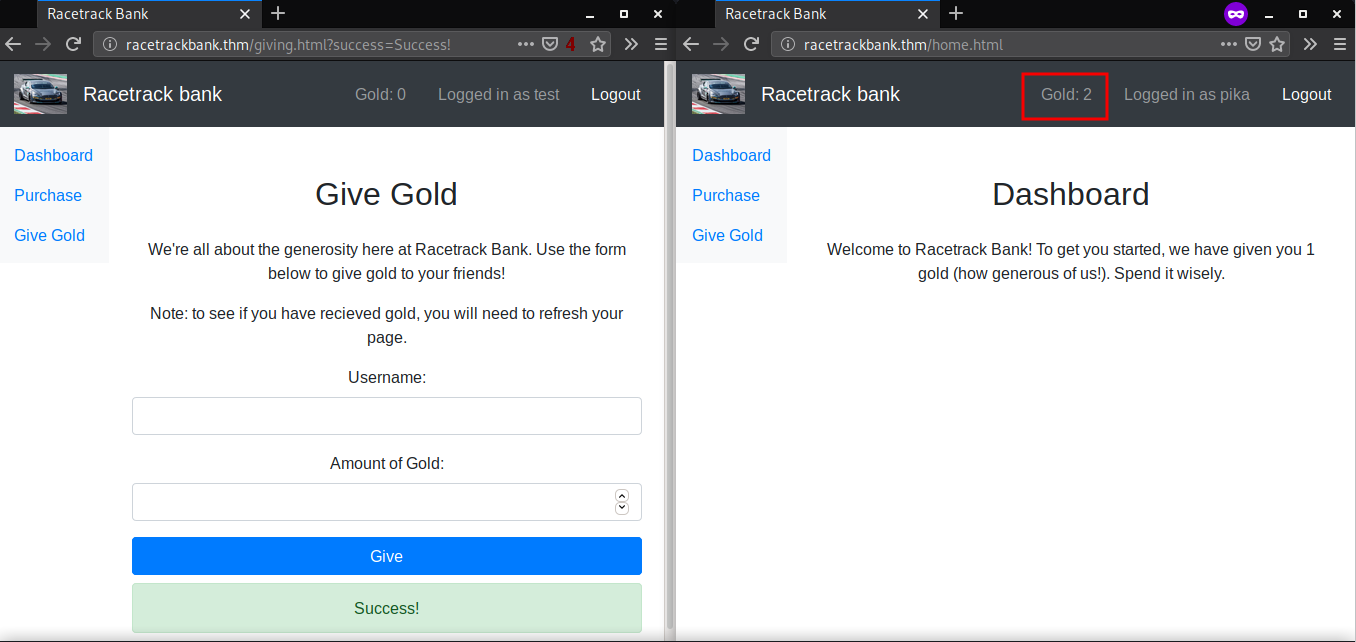 Racetrack Bank
racetrackbank.thm/giving.html?success=Success!
4
Racetrack bank
Gold: 0
Logged in as test
Logout
Dashboard
Purchase
Give Gold
Give Gold
We're all about the generosity here at Racetrack Bank. Use the form
below to give gold to your friends!
Note: to see if you have recieved gold, you will need to refresh your
page.
Username:
Amount of Gold:
Give
Success!
Racetrack Bank
racetrackbank.thm/home.html
Racetrack bank
Gold: 2
Logged in as pika
Logout
Dashboard
Purchase
Give Gold
Dashboard
Welcome to Racetrack Bank! To get you started, we have given you 1
gold (how generous of us!). Spend it wisely.